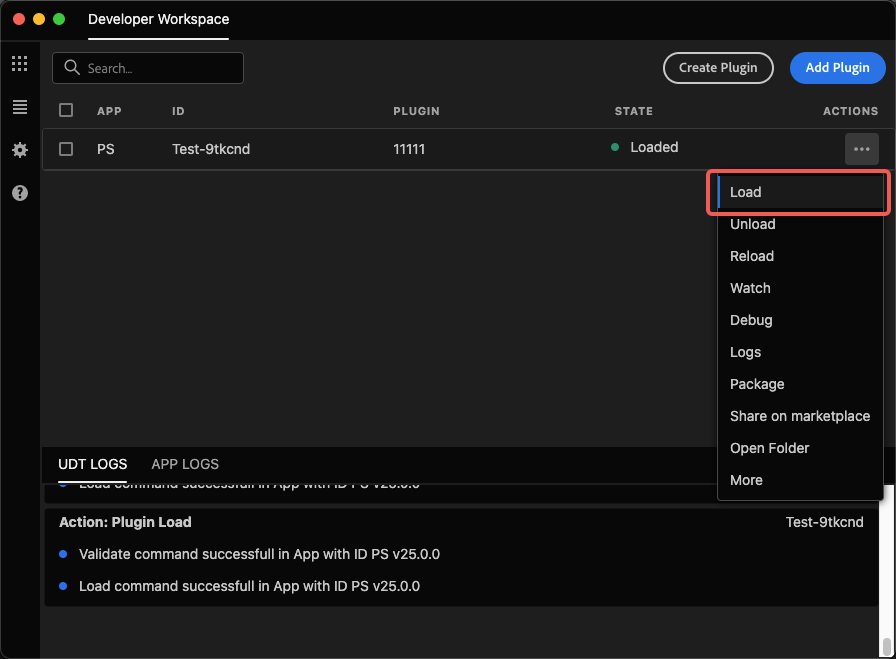 Developer Workspace
Search...
Create Plugin
Add Plugin
APP ID PLUGIN STATE ACTIONS
PS Test-9tkcnd 11111 Loaded
Load
Unload
Reload
Watch
Debug
Logs
Package
Share on marketplace
Open Folder
More
UDT LOGS APP LOGS
Load command successfull in App with ID PS v25.0.0
Action: Plugin Load Test-9tkcnd
Validate command successfull in App with ID PS v25.0.0
Load command successfull in App with ID PS v25.0.0